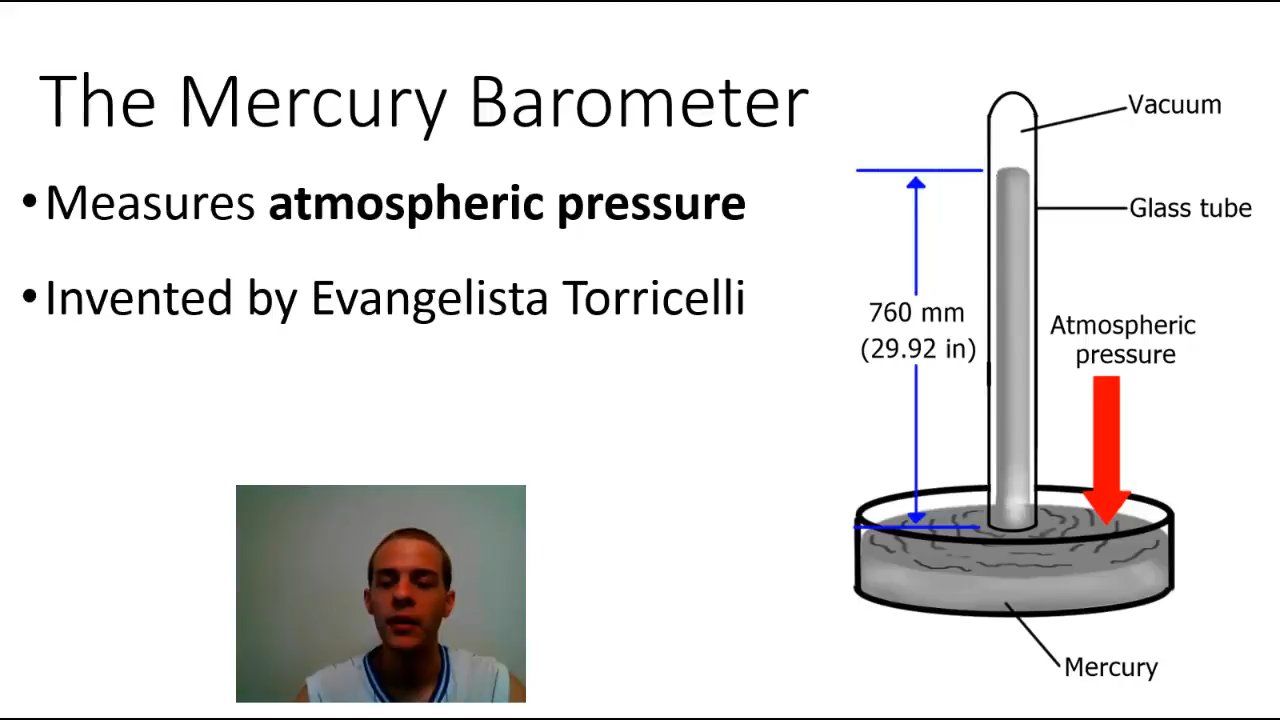 The Mercury Barometer
•Measures atmospheric pressure
•Invented by Evangelista Torricelli
Vacuum
Glass tube
760 mm
(29.92 in)
Atmospheric
pressure
Mercury